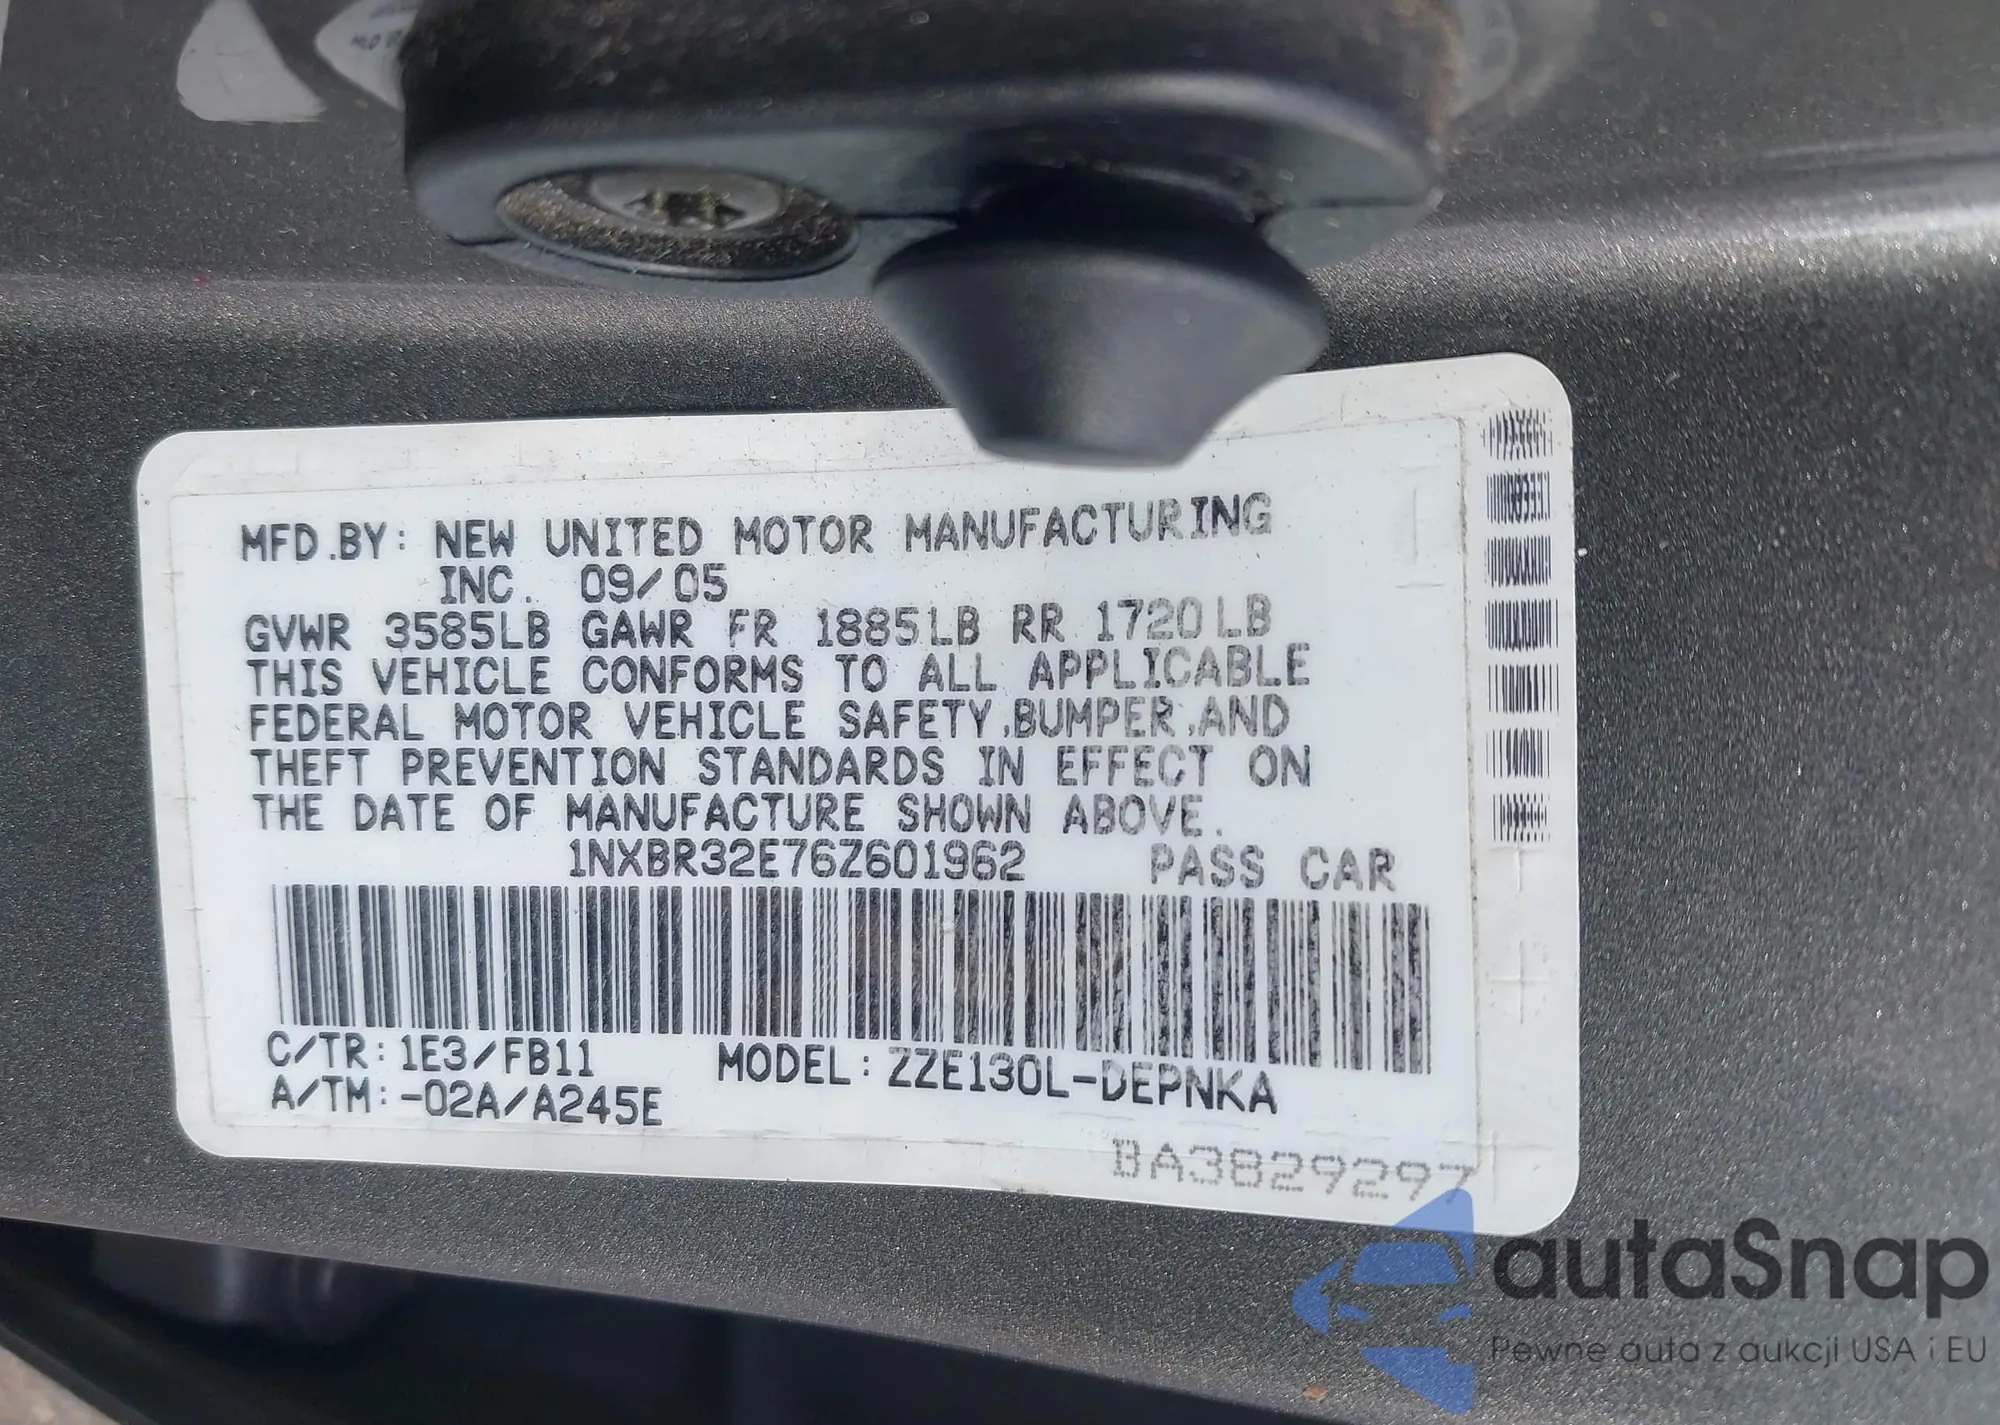 MFD.BY: NEW UNITED MOTOR MANUFACTURING
INC. 09/05
GVWR 3585LB GAWR FR 1885LB RR 1720LB
THIS VEHICLE CONFORMS TO ALL APPLICABLE
FEDERAL MOTOR VEHICLE SAFETY,BUMPER,AND
THEFT PREVENTION STANDARDS IN EFFECT ON
THE DATE OF MANUFACTURE SHOWN ABOVE.
1NXBR32E76Z601962 PASS CAR
C/TR: 1E3/FB11 MODEL: ZZE130L-DEPNKA
A/TM: -02A/A245E
BA3829297
autaSnap
Pewne auta z aukcji USA i EU